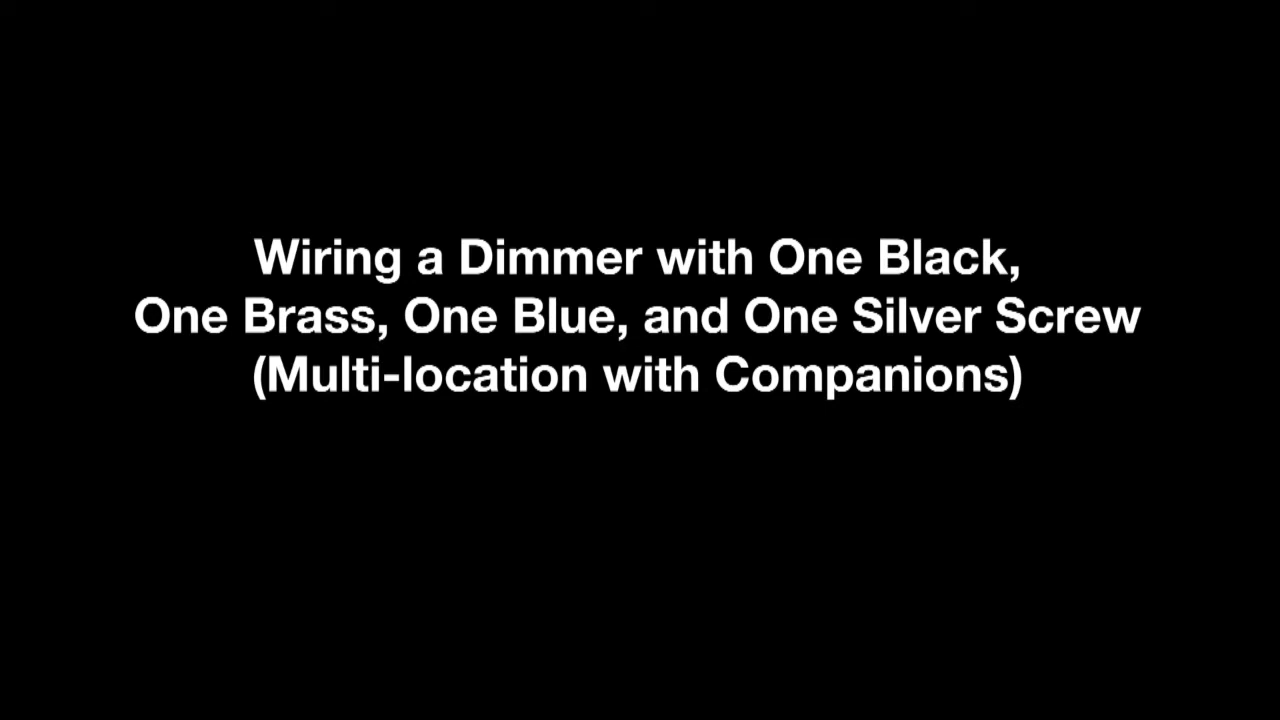 Wiring a Dimmer with One Black,
One Brass, One Blue, and One Silver Screw
(Multi-location with Companions)